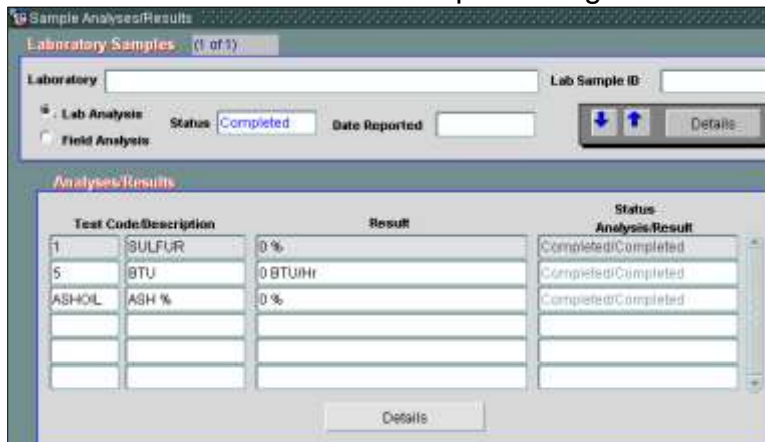 Sample Analyses/Results
Laboratory Samples (1 of 1)
Laboratory Lab Sample ID
Lab Analysis Status Completed Date Reported Details
Field Analysis
Analyses/Results
Test Code/Description Result Status Analysis/Result
1 SULFUR 0 % Completed/Completed
5 BTU 0 BTU/Hr Completed/Completed
ASHOIL ASH % 0 % Completed/Completed
Details